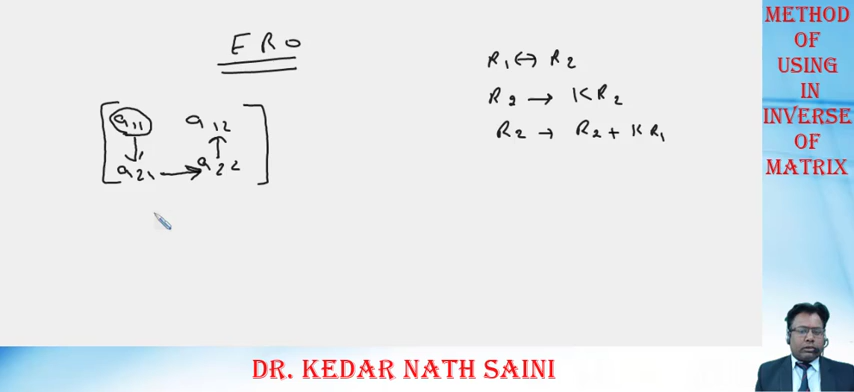 ERO
R₁ ↔ R₂
R₂ → KR₂
R₂ → R₂ + KR₁
a₁₁ a₁₂
a₂₁ → a₂₂
METHOD
OF
USING
IN
INVERSE
OF
MATRIX
DR. KEDAR NATH SAINI